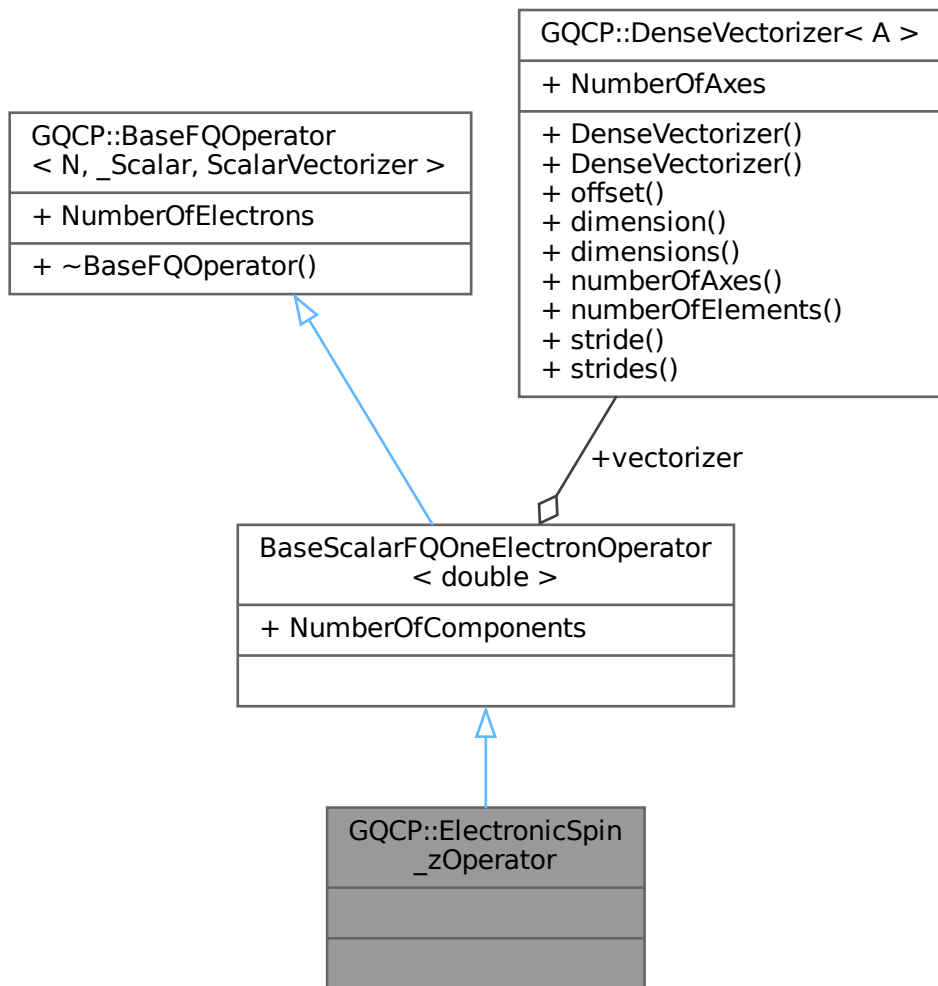 GQCP::DenseVectorizer< A >
+ NumberOfAxes
+ DenseVectorizer()
+ DenseVectorizer()
+ offset()
+ dimension()
+ dimensions()
+ numberOfAxes()
+ numberOfElements()
+ stride()
+ strides()
GQCP::BaseFQOperator
< N, _Scalar, ScalarVectorizer >
+ NumberOfElectrons
+ ~BaseFQOperator()
+vectorizer
BaseScalarFQOneElectronOperator
< double >
+ NumberOfComponents
GQCP::ElectronicSpin
_zOperator